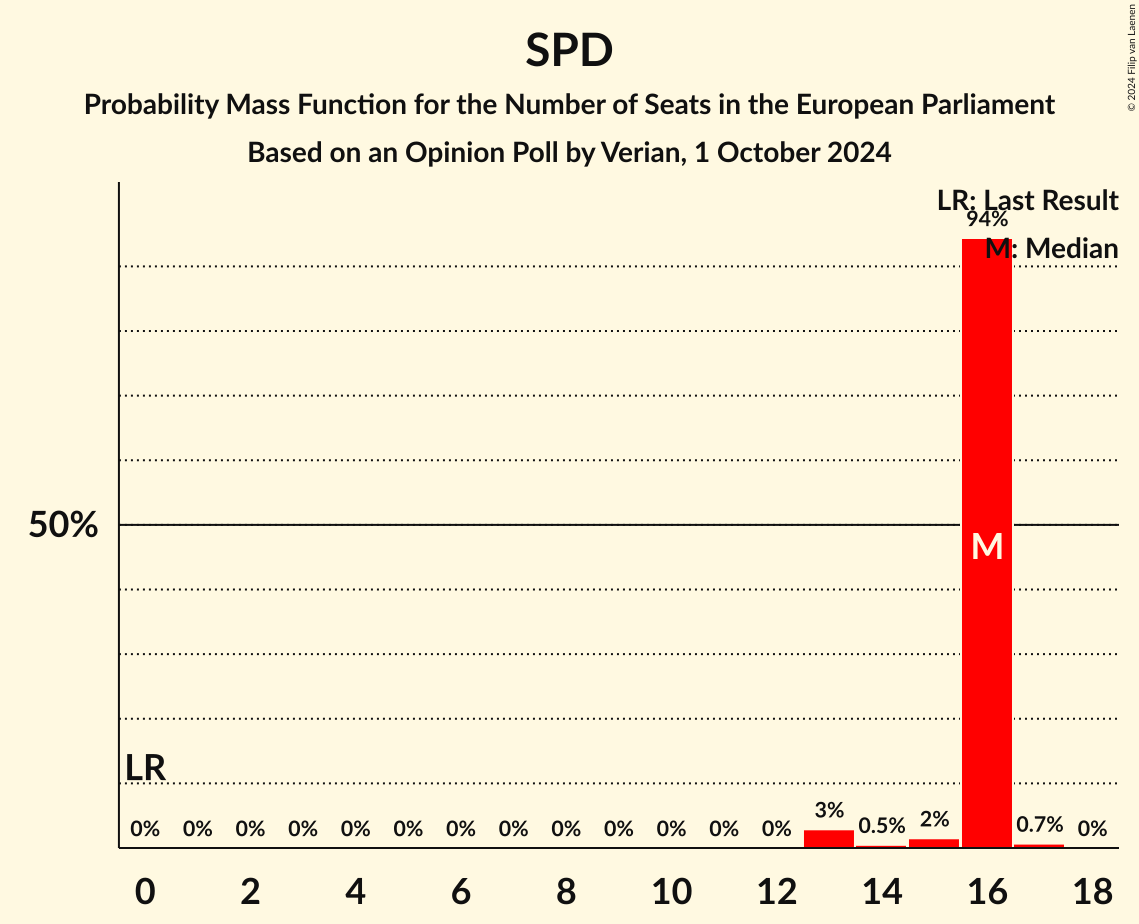 SPD
Probability Mass Function for the Number of Seats in the European Parliament
Based on an Opinion Poll by Verian, 1 October 2024
© 2024 Filip van Laenen
LR: Last Result
M: Median
94%
50%
M
LR
0% 0% 0% 0% 0% 0% 0% 0% 0% 0% 0% 0% 0% 3% 0.5% 2% 0.7% 0%
0 2 4 6 8 10 12 14 16 18